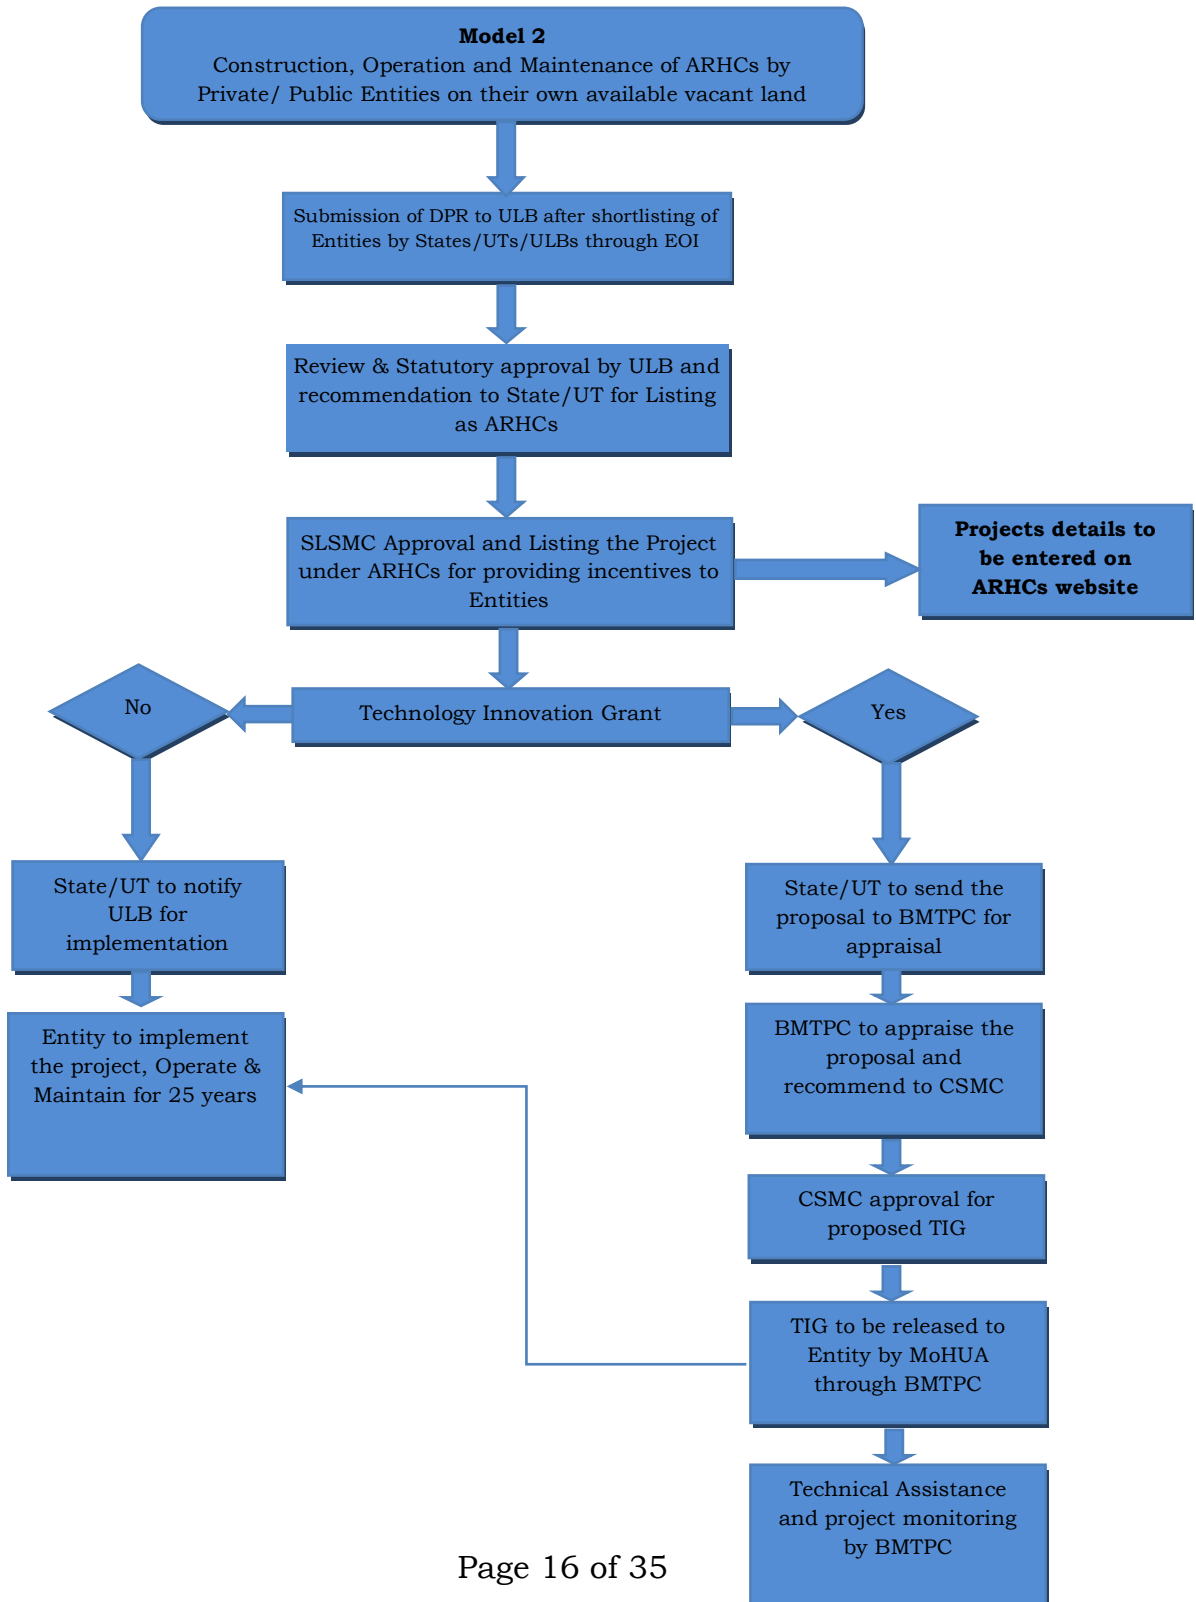 Model 2
Construction, Operation and Maintenance of ARHCs by
Private/ Public Entities on their own available vacant land
Submission of DPR to ULB after shortlisting of
Entities by States/UTs/ULBs through EOI
Review & Statutory approval by ULB and
recommendation to State/UT for Listing
as ARHCs
SLSMC Approval and Listing the Project
under ARHCs for providing incentives to
Entities
Projects details to
be entered on
ARHCs website
No
Technology Innovation Grant
Yes
State/UT to notify
ULB for
implementation
Entity to implement
the project, Operate &
Maintain for 25 years
State/UT to send the
proposal to BMTPC for
appraisal
BMTPC to appraise the
proposal and
recommend to CSMC
CSMC approval for
proposed TIG
TIG to be released to
Entity by MoHUA
through BMTPC
Technical Assistance
and project monitoring
by BMTPC
Page 16 of 35